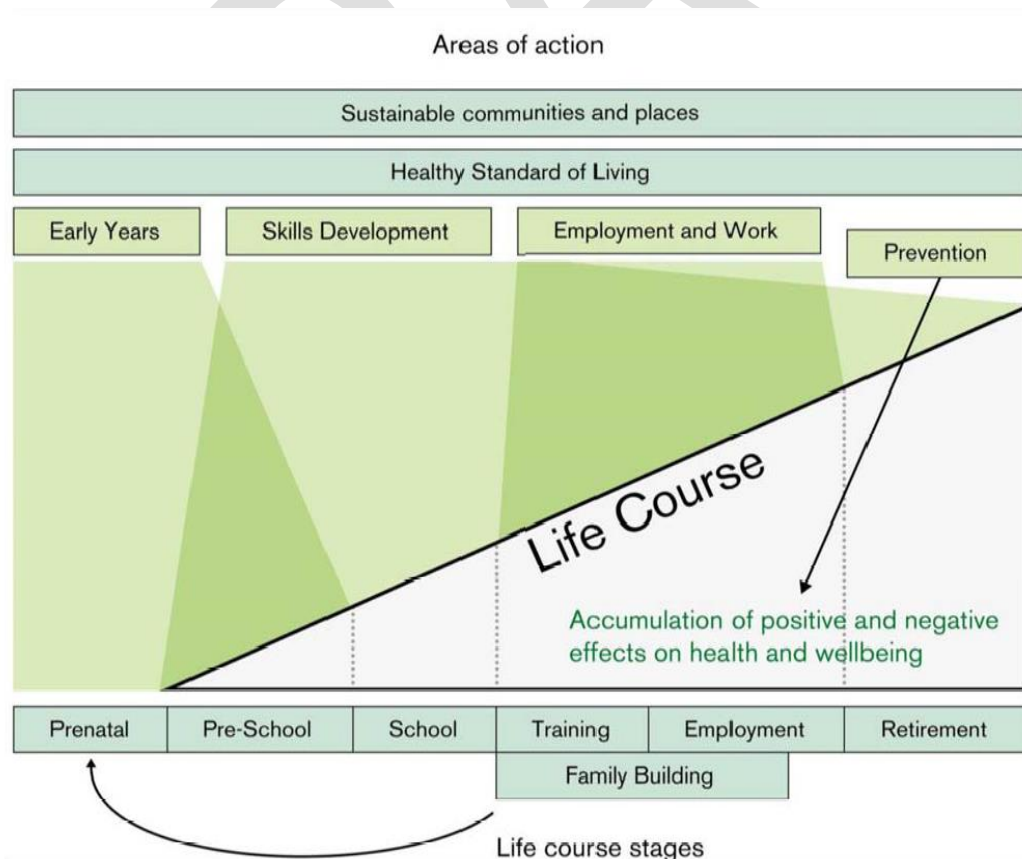 Areas of action
Sustainable communities and places
Healthy Standard of Living
Early Years
Skills Development
Employment and Work
Prevention
Life Course
Accumulation of positive and negative
effects on health and wellbeing
Prenatal
Pre-School
School
Training
Employment
Retirement
Family Building
Life course stages